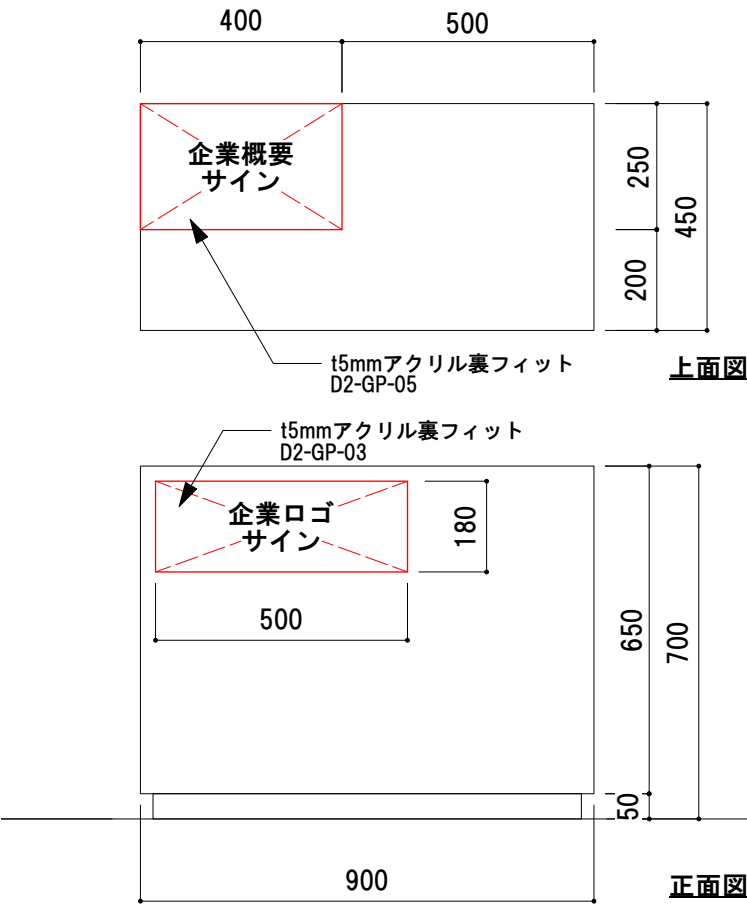 400
500
企業概要
サイン
250
450
200
t5mmアクリル裏フィット
D2-GP-05
上面図
t5mmアクリル裏フィット
D2-GP-03
企業ロゴ
サイン
180
500
650
700
50
900
正面図